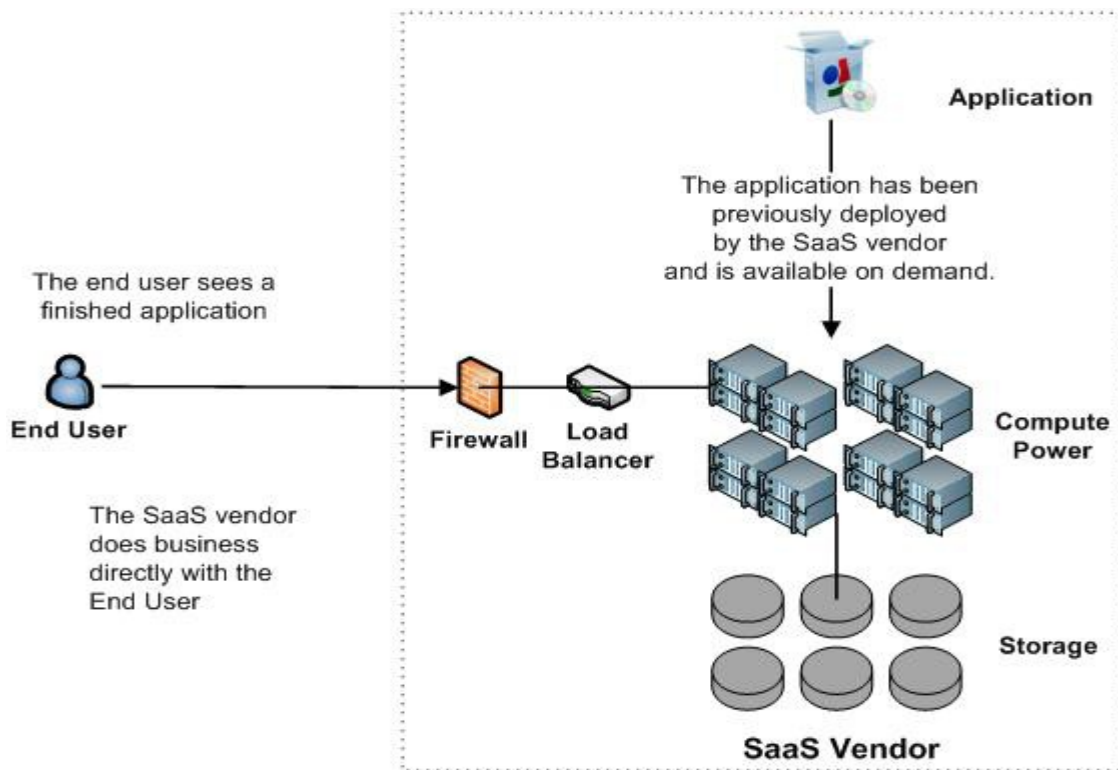 Application
The application has been
previously deployed
by the SaaS vendor
and is available on demand.
The end user sees a
finished application
End User
Firewall
Load
Balancer
Compute
Power
The SaaS vendor
does business
directly with the
End User
Storage
SaaS Vendor